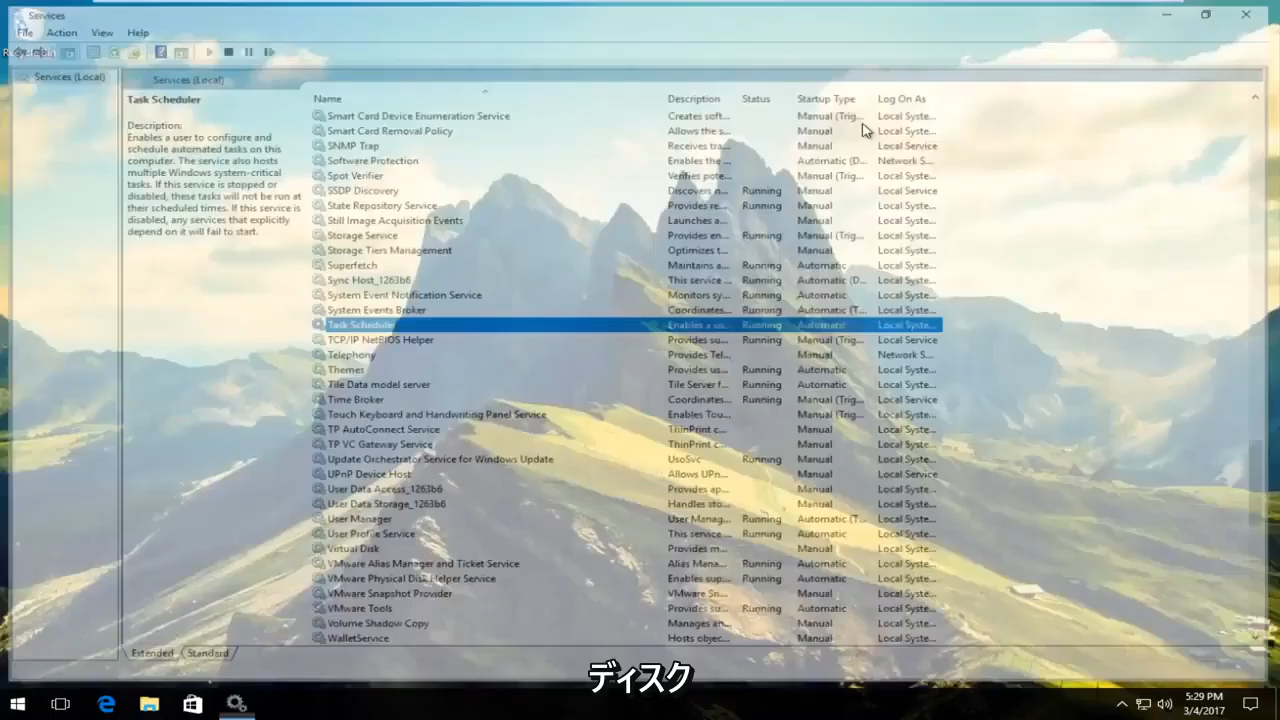 Services
File Action View Help
Services (Local)
Services (Local)
Task Scheduler
Description:
Enables a user to configure and
schedule automated tasks on this
computer. The service also hosts
multiple Windows system-critical
tasks. If this service is stopped or
disabled, these tasks will not be run at
their scheduled times. If this service is
disabled, any services that explicitly
depend on it will fail to start.
Name Description Status Startup Type Log On As
Smart Card Device Enumeration Service Creates soft... Manual (Trig... Local Syste...
Smart Card Removal Policy Allows the s... Manual Local Syste...
SNMP Trap Receives tra... Manual Local Service
Software Protection Enables the ... Automatic (D... Network S...
Spot Verifier Verifies pote... Manual (Trig... Local Syste...
SSDP Discovery Discovers n... Running Manual Local Service
State Repository Service Provides re... Running Manual Local Syste...
Still Image Acquisition Events Launches a... Manual Local Syste...
Storage Service Provides en... Running Manual (Trig... Local Syste...
Storage Tiers Management Optimizes t... Manual Local Syste...
Superfetch Maintains a... Running Automatic Local Syste...
Sync Host_1263b6 This service ... Running Automatic (D... Local Syste...
System Event Notification Service Monitors sy... Running Automatic Local Syste...
System Events Broker Coordinates... Running Automatic (T... Local Syste...
Task Scheduler Enables a us... Running Automatic Local Syste...
TCP/IP NetBIOS Helper Provides su... Running Manual (Trig... Local Service
Telephony Provides Tel... Manual Network S...
Themes Provides us... Running Automatic Local Syste...
Tile Data model server Tile Server f... Running Automatic Local Syste...
Time Broker Coordinates... Running Manual (Trig... Local Service
Touch Keyboard and Handwriting Panel Service Enables Tou... Manual (Trig... Local Syste...
TP AutoConnect Service ThinPrint c... Manual Local Syste...
TP VC Gateway Service ThinPrint c... Manual Local Syste...
Update Orchestrator Service for Windows Update UsoSvc Running Manual Local Syste...
UPnP Device Host Allows UPn... Manual Local Service
User Data Access_1263b6 Provides ap... Manual Local Syste...
User Data Storage_1263b6 Handles sto... Manual Local Syste...
User Manager User Manag... Running Automatic (T... Local Syste...
User Profile Service This service ... Running Automatic Local Syste...
Virtual Disk Provides m... Manual Local Syste...
VMware Alias Manager and Ticket Service Alias Mana... Running Automatic Local Syste...
VMware Physical Disk Helper Service Enables sup... Running Automatic Local Syste...
VMware Snapshot Provider VMware Sn... Manual Local Syste...
VMware Tools Provides su... Running Automatic Local Syste...
Volume Shadow Copy Manages an... Manual Local Syste...
WalletService Hosts objec... Manual Local Syste...
Extended Standard
ディスク
5:29 PM
3/4/2017